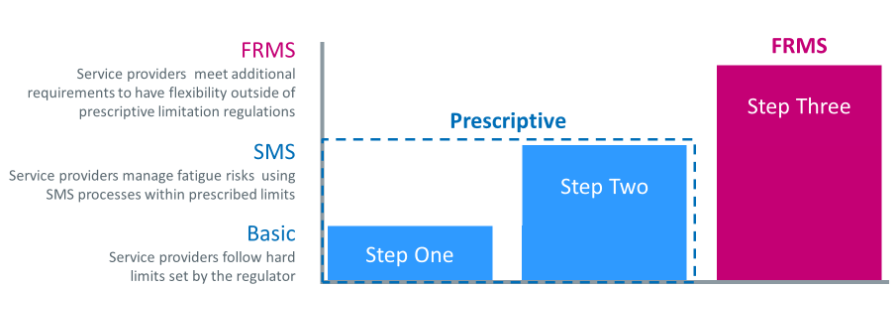 FRMS
Service providers meet additional
requirements to have flexibility outside of
prescriptive limitation regulations
SMS
Service providers manage fatigue risks using
SMS processes within prescribed limits
Basic
Service providers follow hard
limits set by the regulator
Prescriptive
Step One
Step Two
FRMS
Step Three